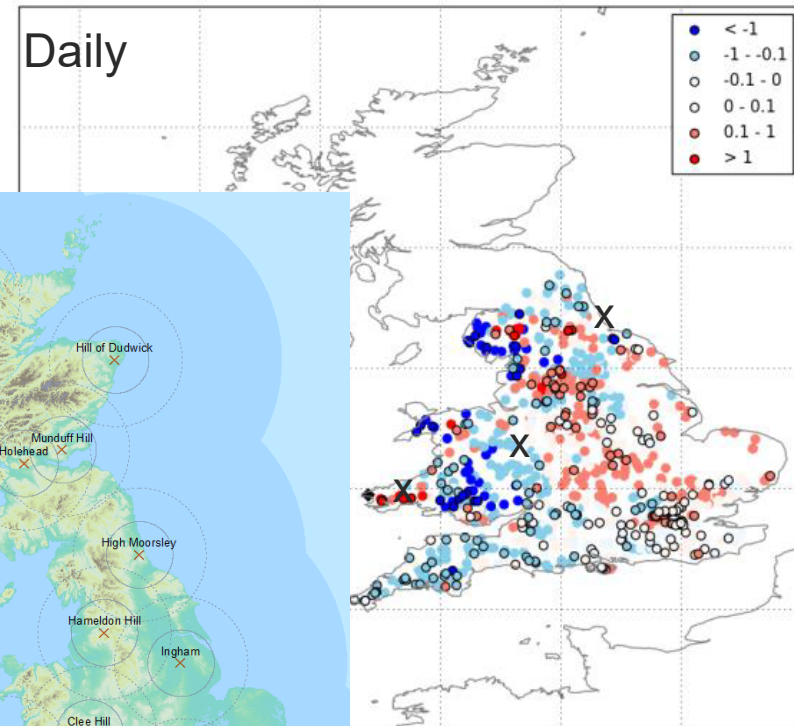 Daily
< -1
-1 - -0.1
-0.1 - 0
0 - 0.1
0.1 - 1
> 1
X
X
X
Hill of Dudwick
Munduff Hill
Holehead
High Moorsley
Hameldon Hill
Ingham
Clee Hill